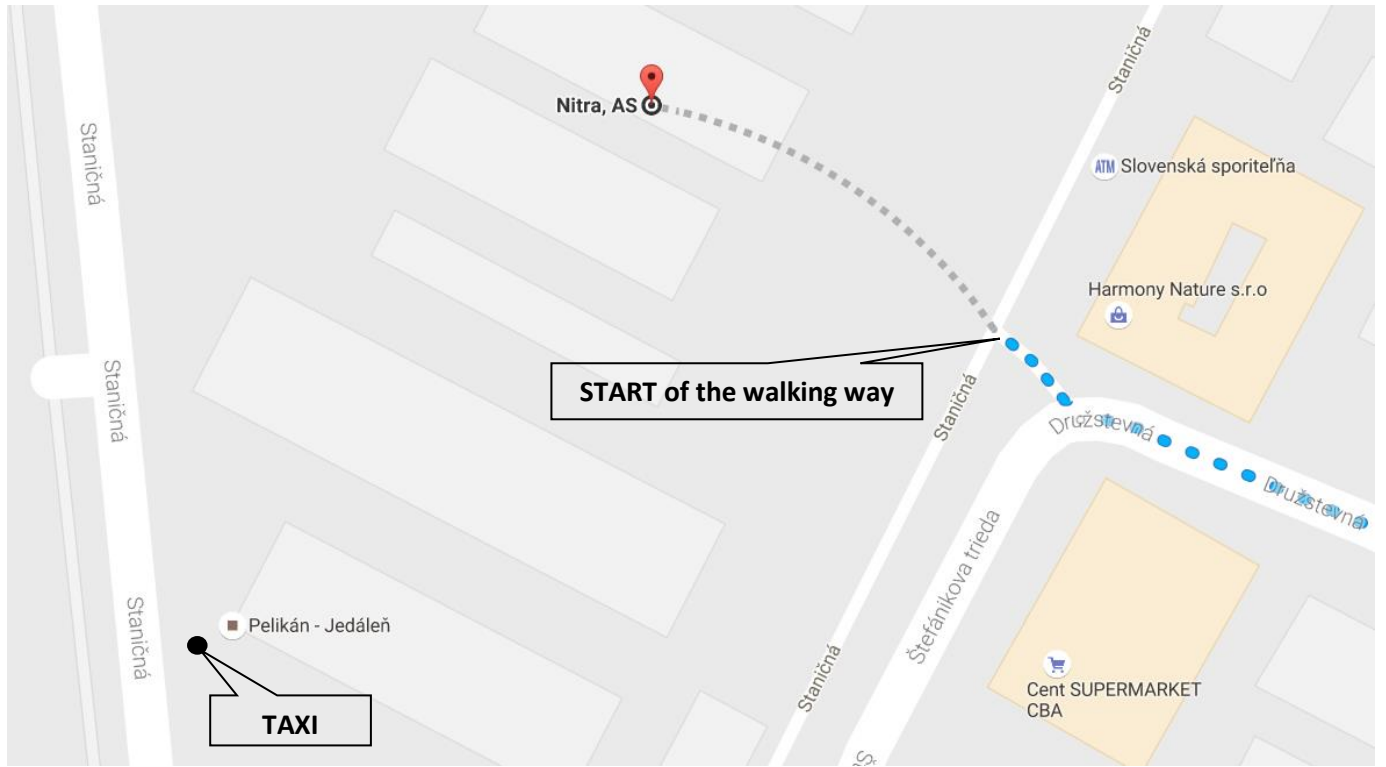 Staničná
Nitra, AS
Staničná
ATM Slovenská sporiteľňa
Harmony Nature s.r.o
START of the walking way
Staničná
Staničná
Družstevná
Družstevná
Štefánikova trieda
Staničná
Pelikán - Jedáleň
Staničná
Cent SUPERMARKET
CBA
TAXI